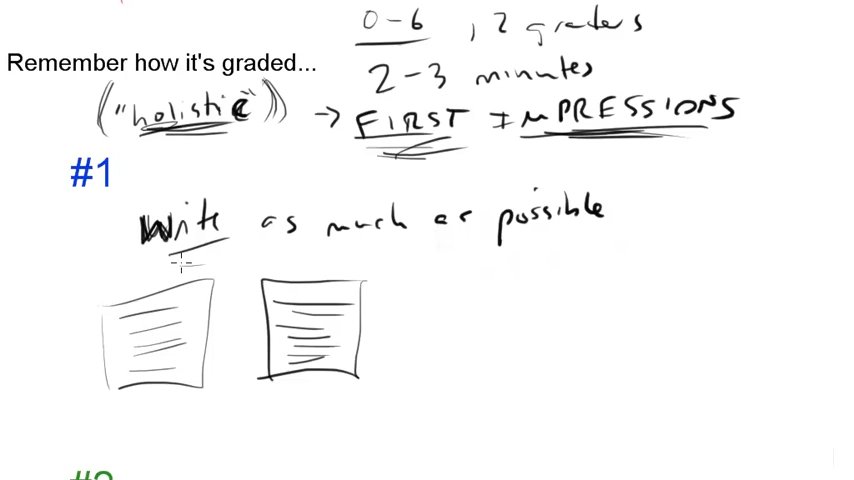 0-6, 2 graders
Remember how it's graded...
2-3 minutes
("holistic") → FIRST IMPRESSIONS
#1
Write as much as possible
#2